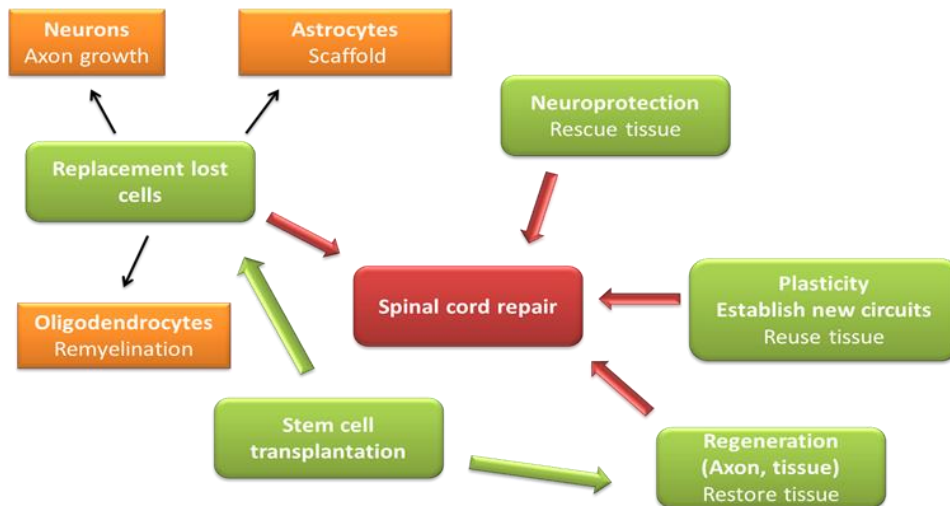 Neurons
Axon growth
Astrocytes
Scaffold
Neuroprotection
Rescue tissue
Replacement lost
cells
Spinal cord repair
Plasticity
Establish new circuits
Reuse tissue
Oligodendrocytes
Remyelination
Stem cell
transplantation
Regeneration
(Axon, tissue)
Restore tissue